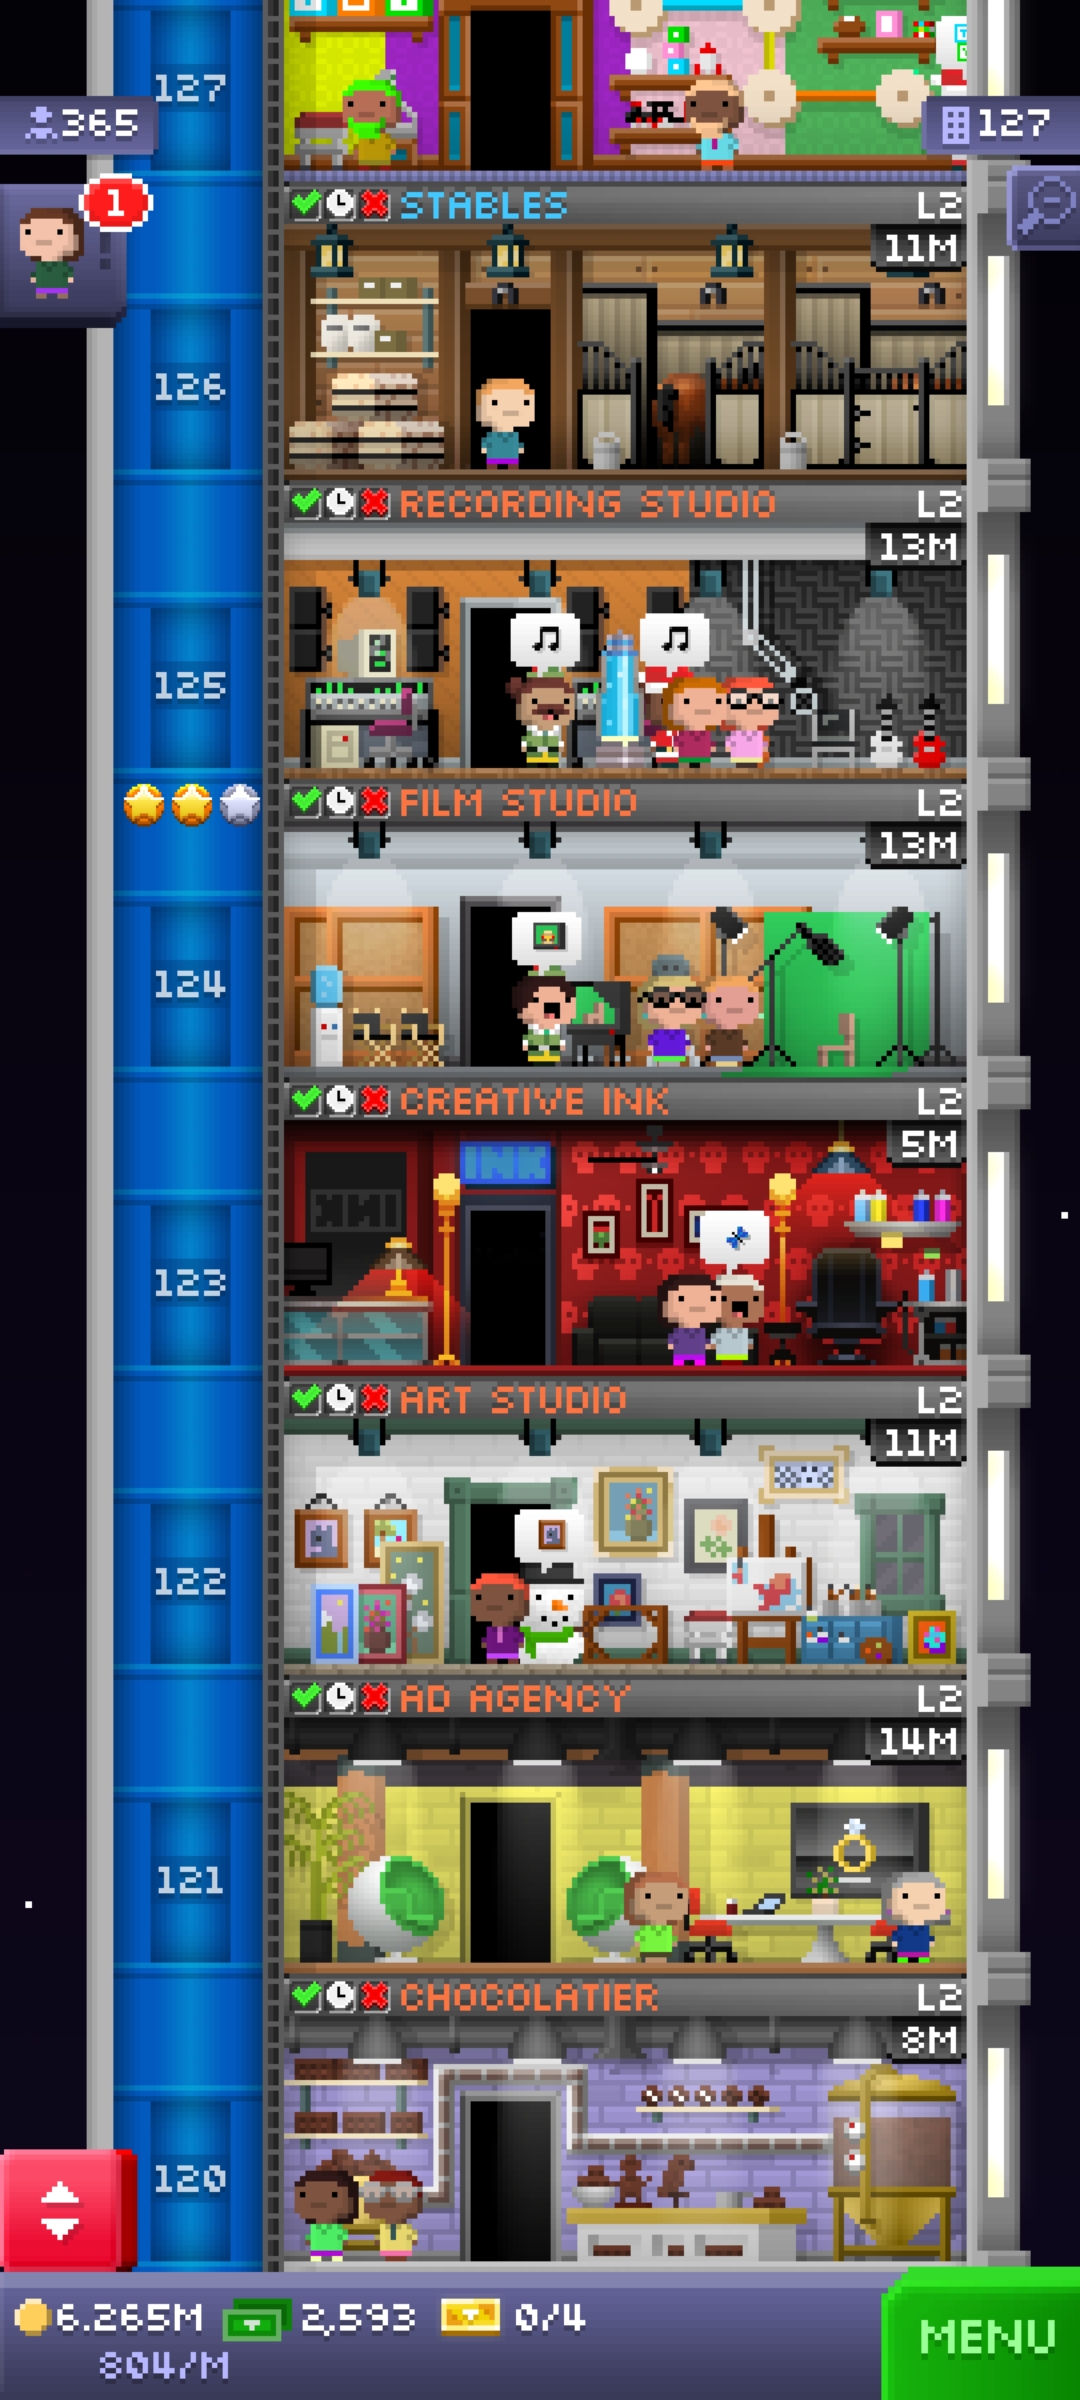 127
365
127
1
STABLES L2
11M
126
RECORDING STUDIO L2
13M
125
FILM STUDIO L2
13M
124
CREATIVE INK L2
5M
INK
123
ART STUDIO L2
11M
122
AD AGENCY L2
14M
121
CHOCOLATIER L2
8M
120
6.265M 2,593 0/4
804/M
MENU